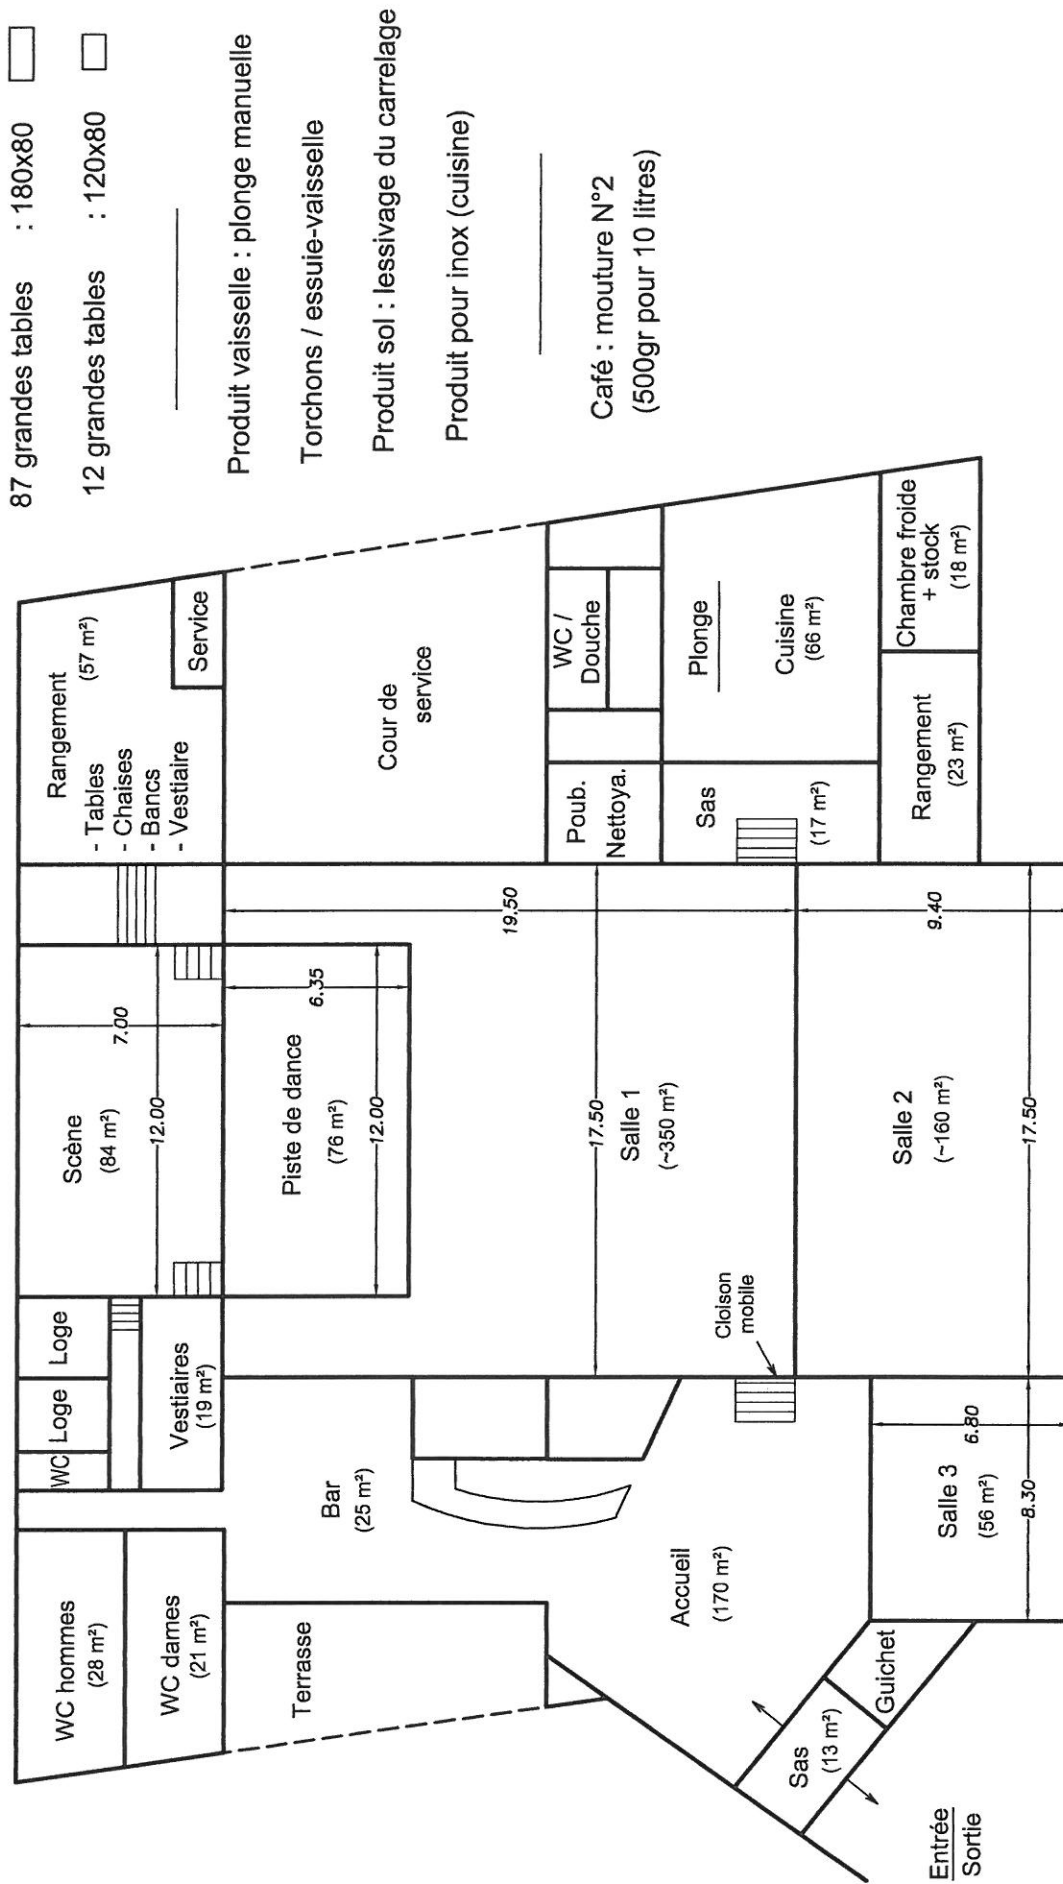 87 grandes tables : 180x80
12 grandes tables : 120x80
Produit vaisselle : plonge manuelle
Torchons / essuie-vaisselle
Produit sol : lessivage du carrelage
Produit pour inox (cuisine)
Café : mouture N°2
(500gr pour 10 litres)
WC hommes
(28 m²)
WC dames
(21 m²)
WC
Loge
Loge
Vestiaires
(19 m²)
Scène
(84 m²)
7.00
12.00
Rangement
(57 m²)
- Tables
- Chaises
- Bancs
- Vestiaire
Service
Terrasse
Bar
(25 m²)
Piste de dance
(76 m²)
6.35
12.00
Cour de
service
19.50
17.50
Salle 1
(~350 m²)
Poub.
Nettoya.
WC /
Douche
Sas
(17 m²)
Plonge
Cuisine
(66 m²)
Accueil
(170 m²)
Cloison
mobile
Sas
(13 m²)
Guichet
Entrée
Sortie
Salle 3
(56 m²)
6.80
8.30
Salle 2
(~160 m²)
9.40
17.50
Rangement
(23 m²)
Chambre froide
+ stock
(18 m²)